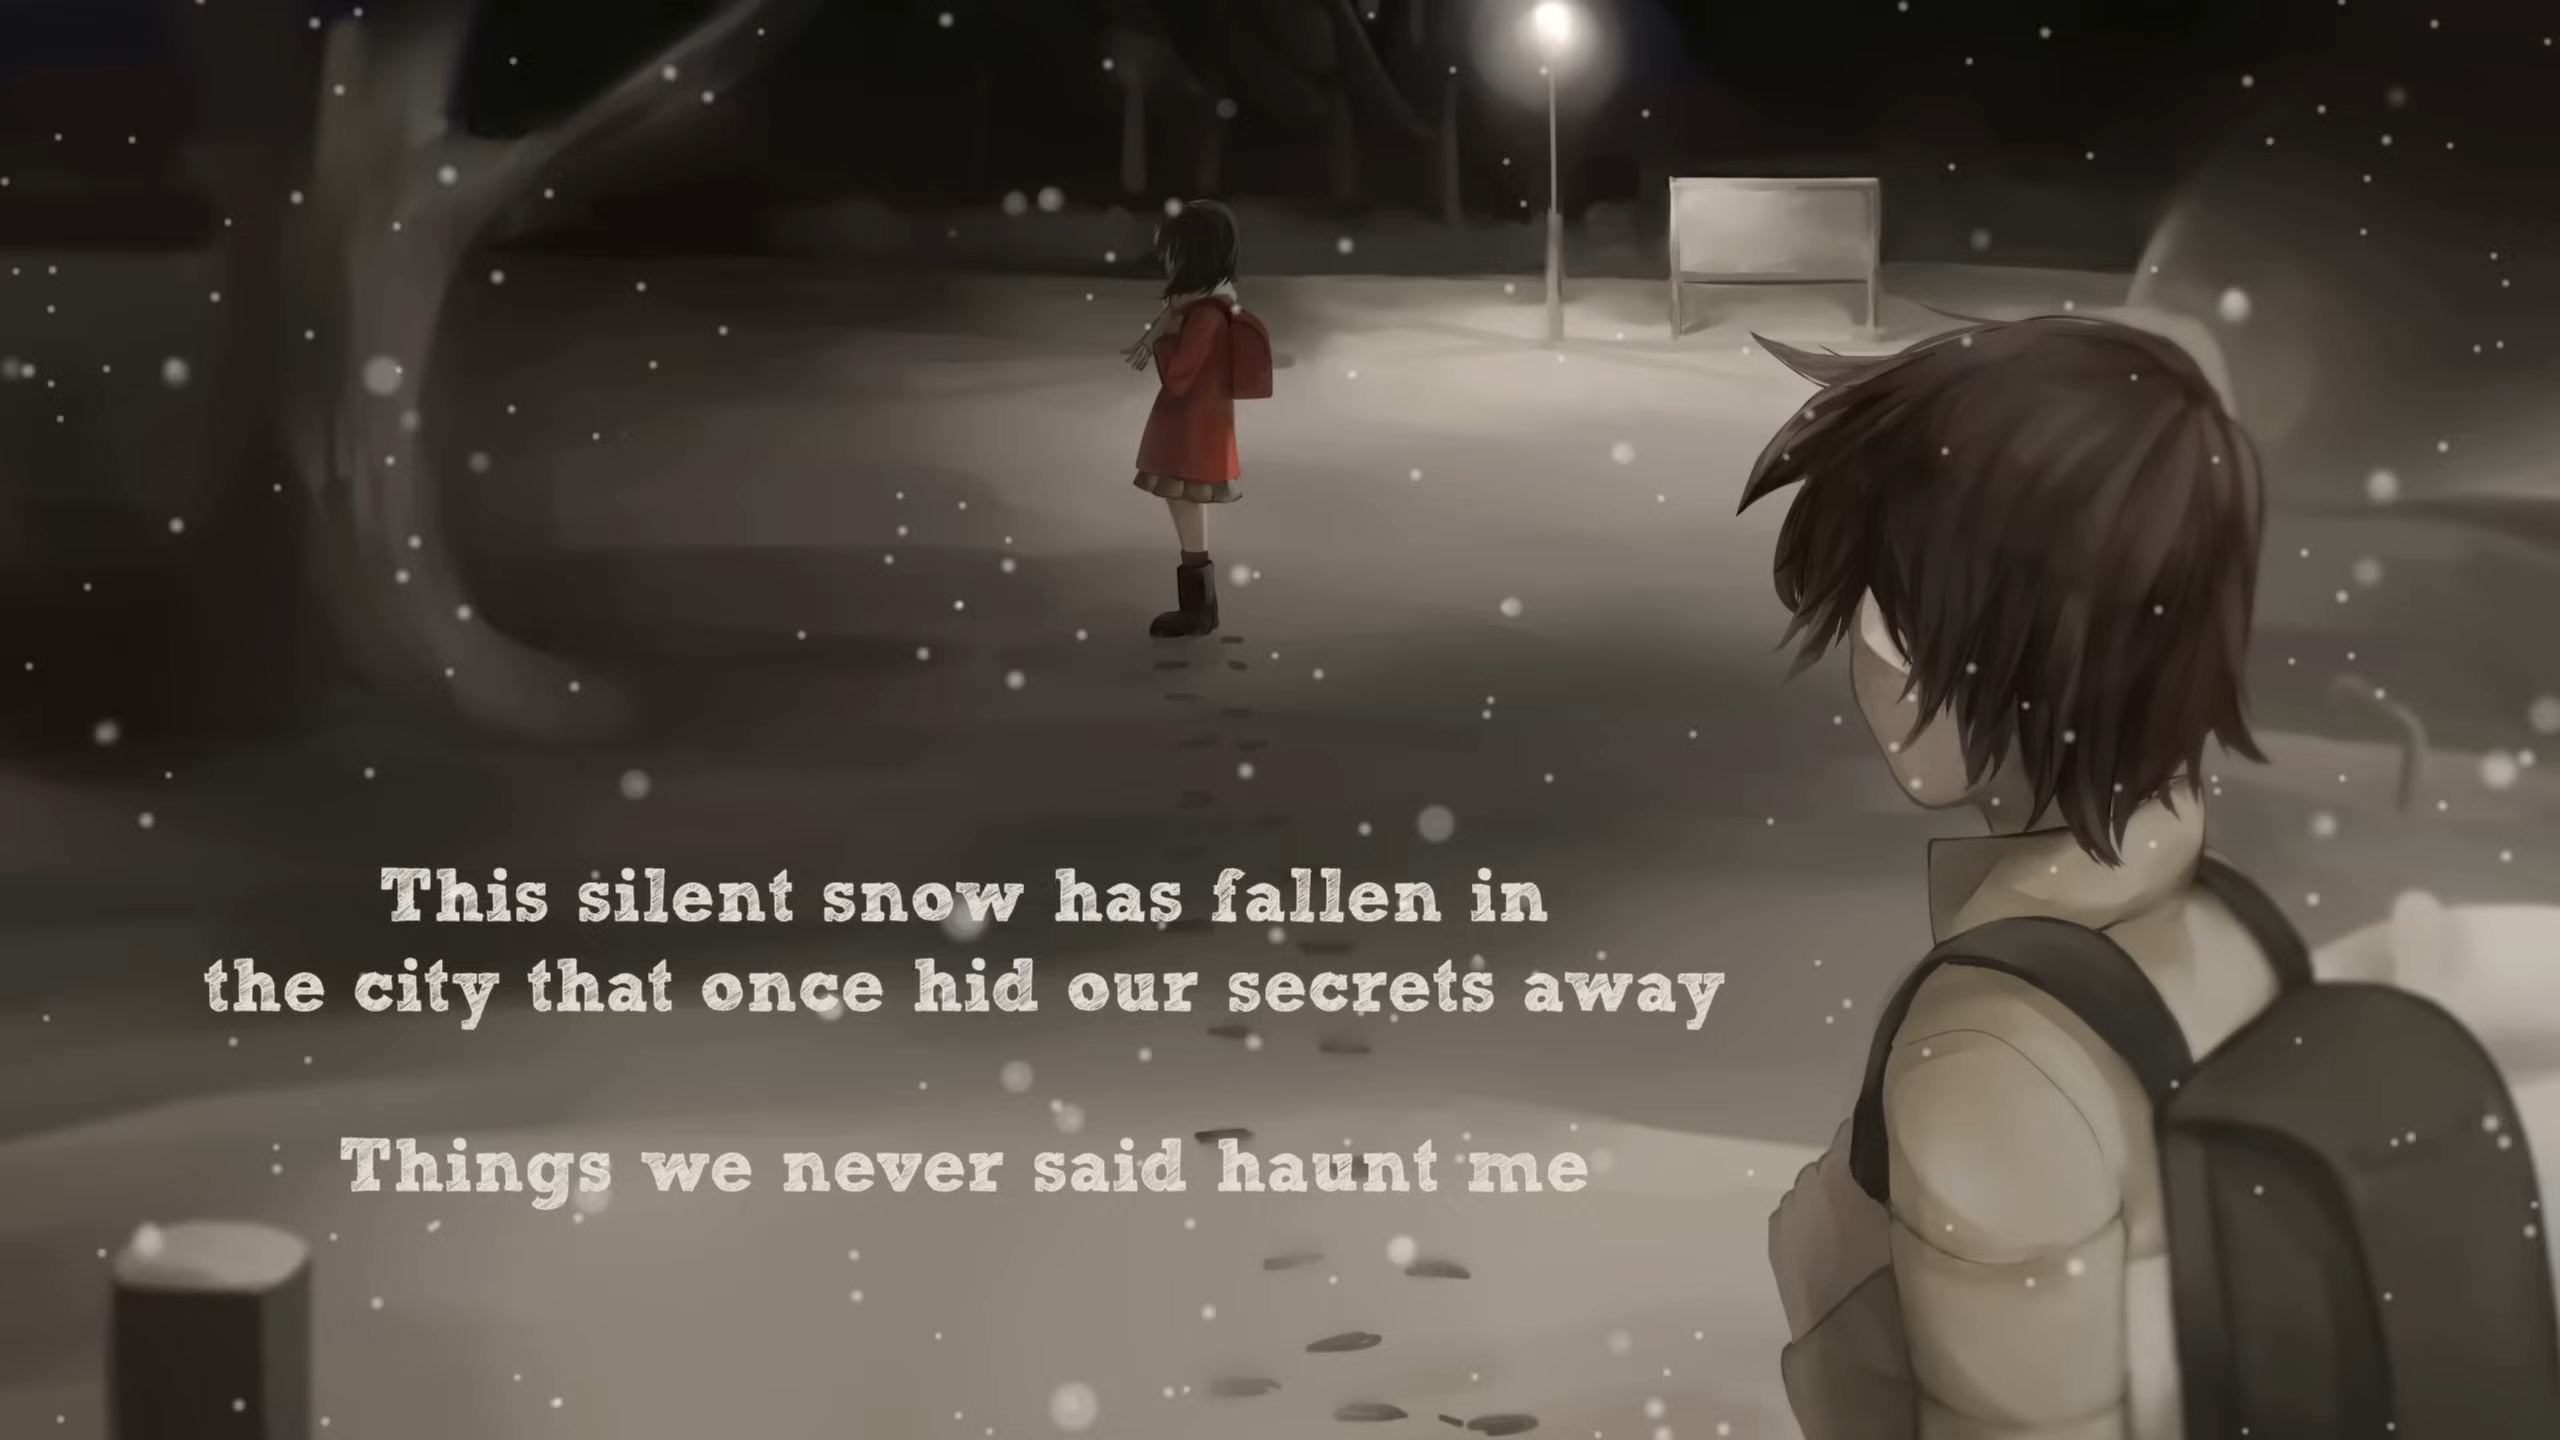 This silent snow has fallen in
the city that once hid our secrets away
Things we never said haunt me